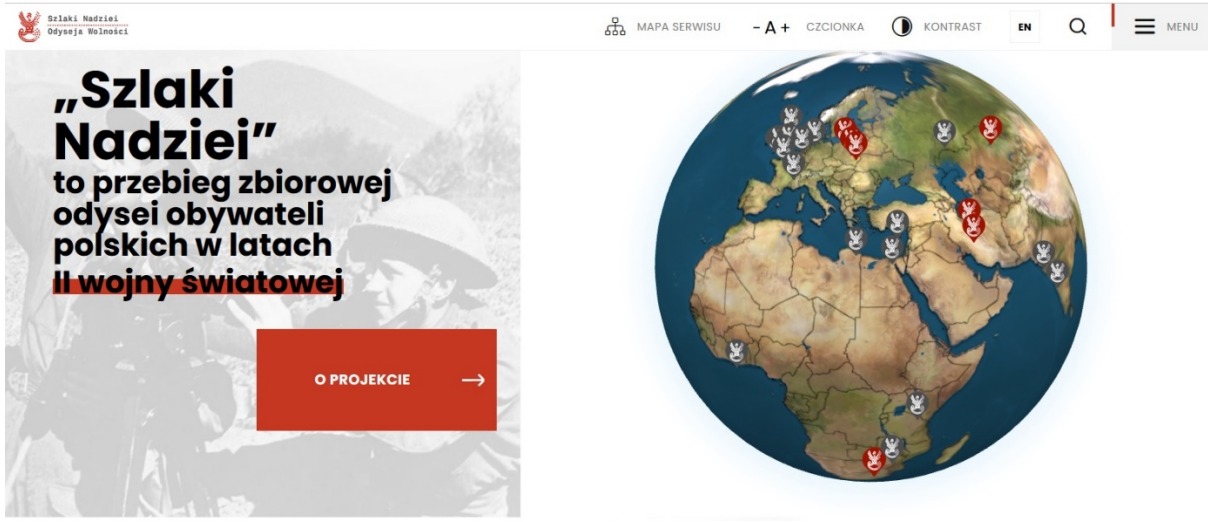 Szlaki Nadziei
Odyseja Wolności
MAPA SERWISU
- A + CZCIONKA
KONTRAST
EN
MENU
„Szlaki
Nadziei”
to przebieg zbiorowej
odysei obywateli
polskich w latach
II wojny światowej
O PROJEKCIE